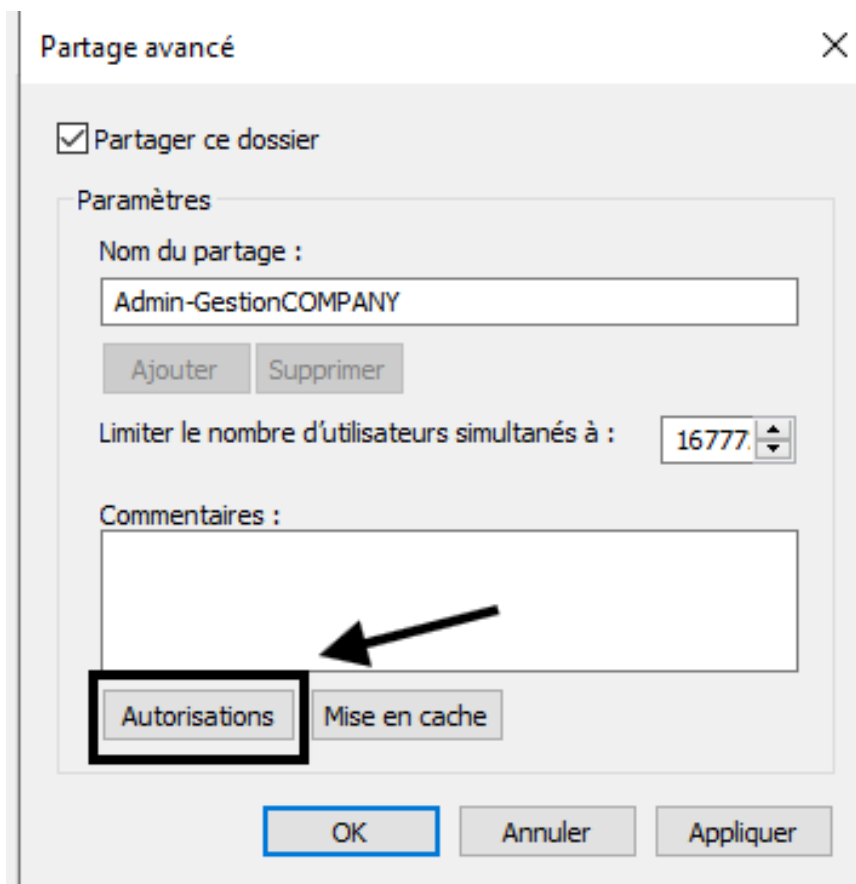 Partage avancé
Partager ce dossier
Paramètres
Nom du partage :
Admin-GestionCOMPANY
Ajouter Supprimer
Limiter le nombre d’utilisateurs simultanés à : 16777
Commentaires :
Autorisations Mise en cache
OK Annuler Appliquer